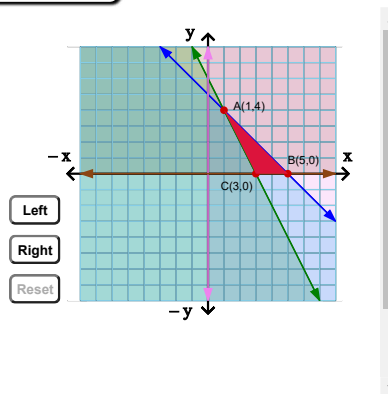 y
A(1,4)
−x
x
B(5,0)
C(3,0)
Left
Right
Reset
−y